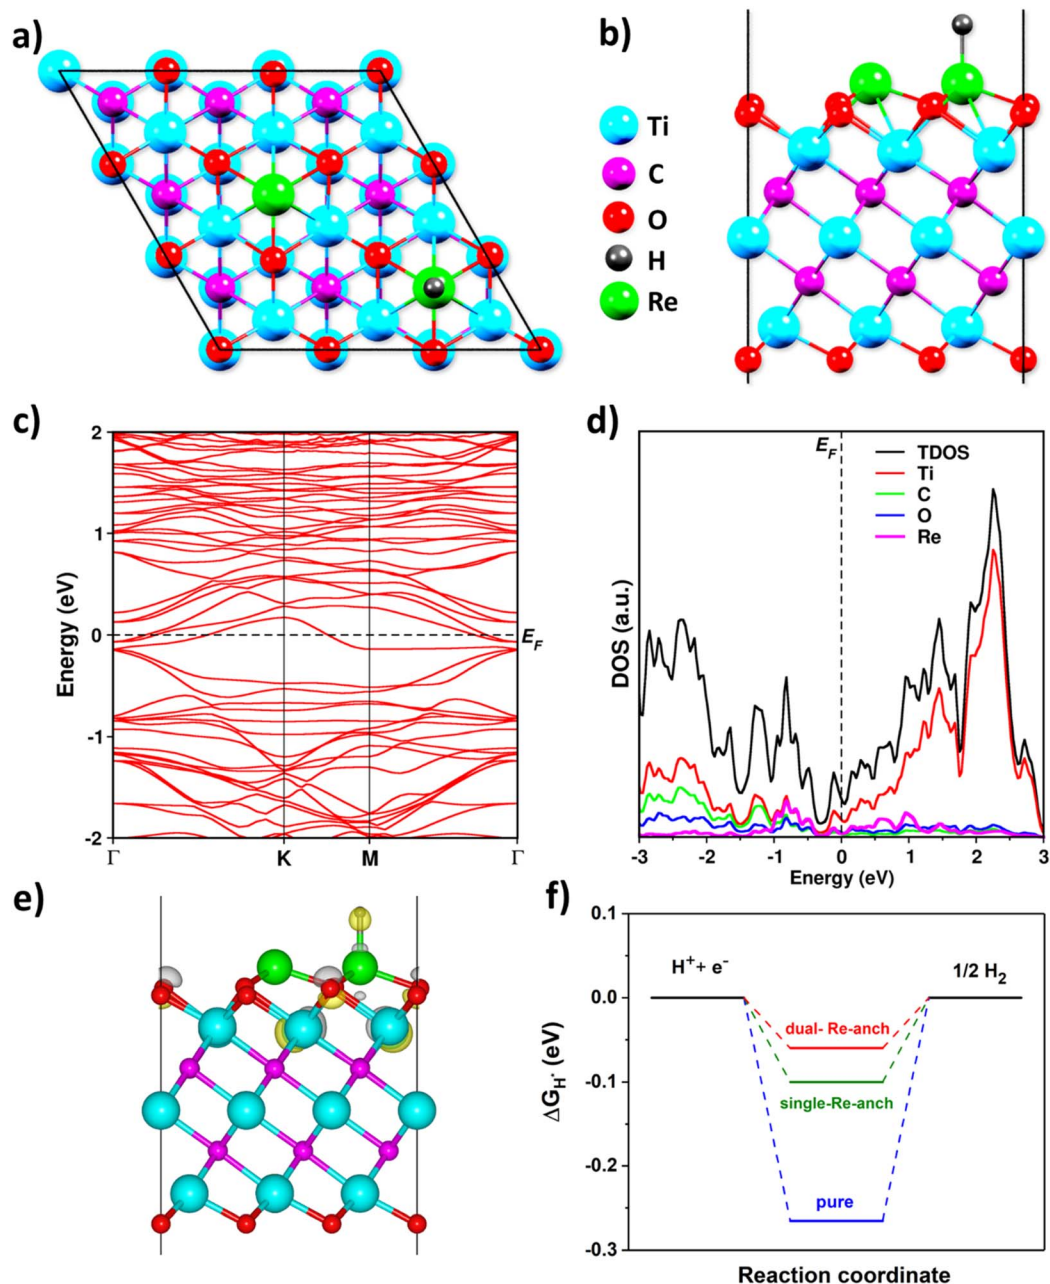 a)
b)
Ti
C
O
H
Re
c)
2
1
0
-1
-2
Energy (eV)
E_F
Γ
K
M
Γ
d)
E_F
TDOS
Ti
C
O
Re
DOS (a.u.)
-3
-2
-1
0
1
2
3
Energy (eV)
e)
f)
0.1
0.0
-0.1
-0.2
-0.3
ΔG_H* (eV)
H⁺+ e⁻
1/2 H₂
dual- Re-anch
single-Re-anch
pure
Reaction coordinate